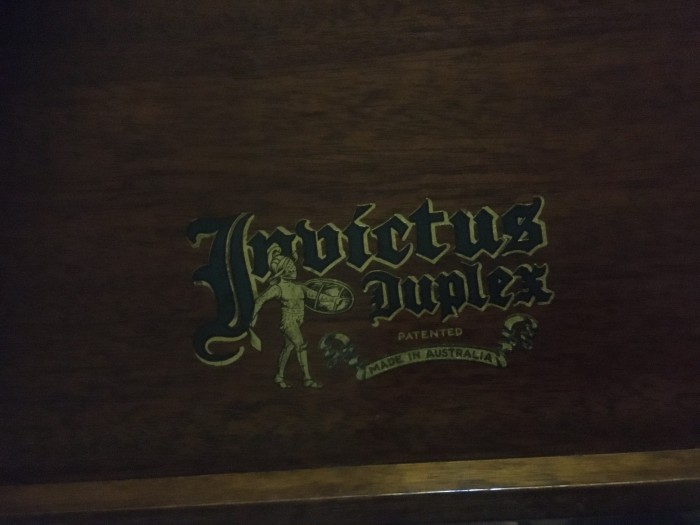 Invictus
Duplex
PATENTED
MADE IN AUSTRALIA